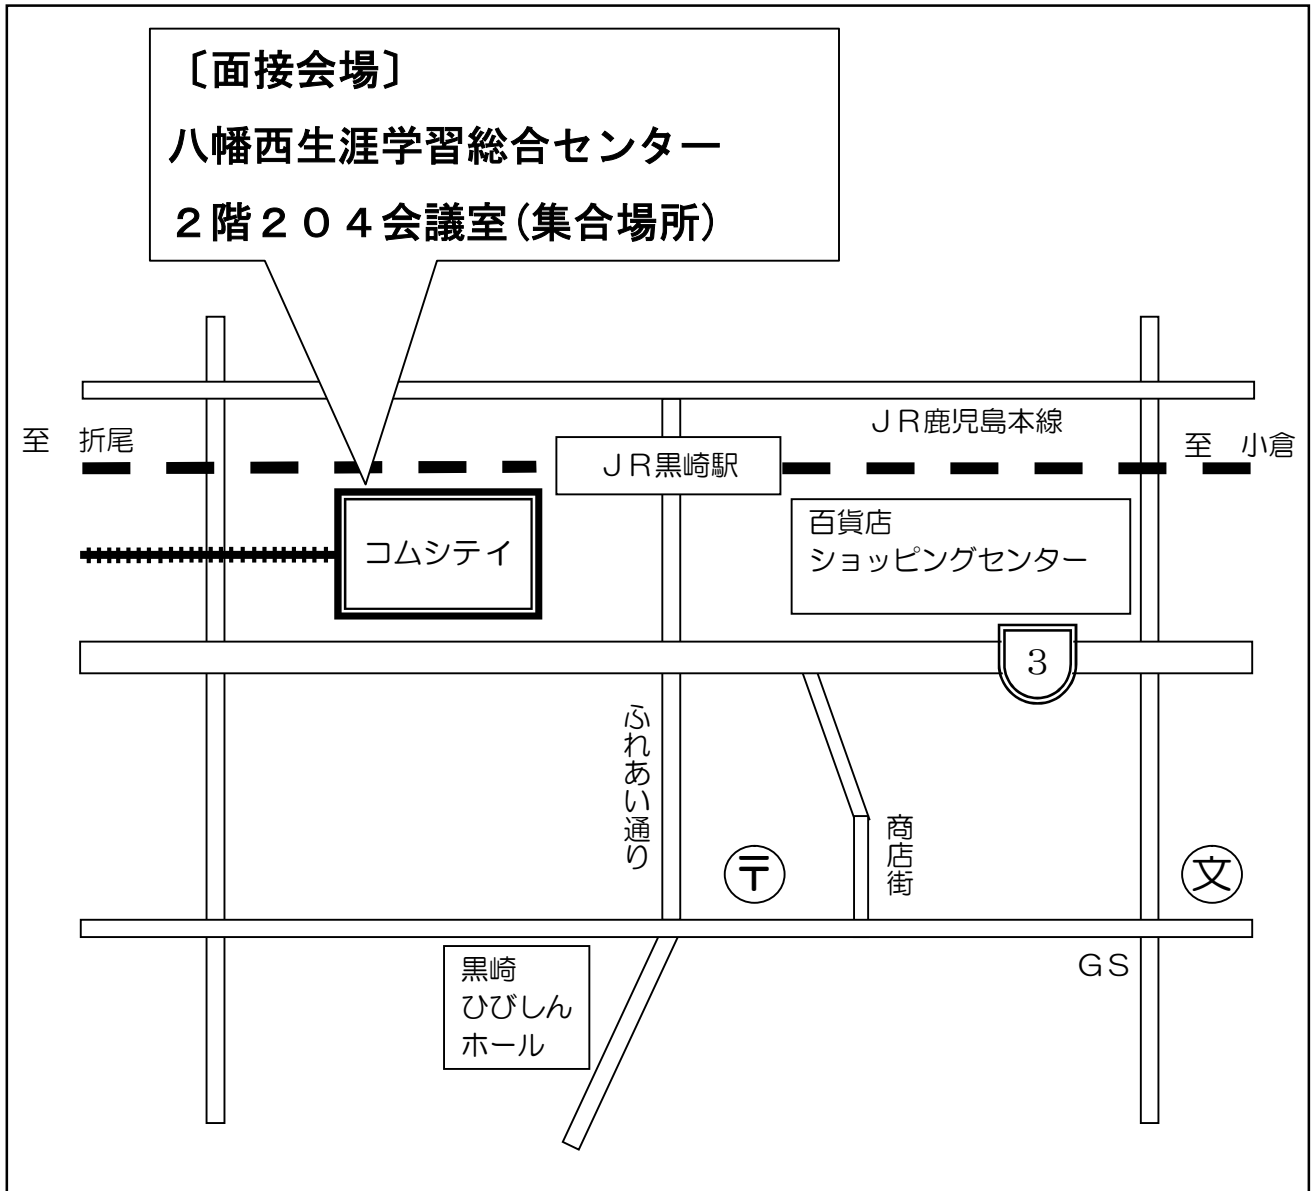 〔面接会場〕
八幡西生涯学習総合センター
２階２０４会議室(集合場所)
ＪＲ鹿児島本線
至　折尾
至　小倉
ＪＲ黒崎駅
百貨店
ショッピングセンター
コムシテイ
3
ふれあい通り
商店街
〒
文
黒崎
ひびしん
ホール
ＧＳ